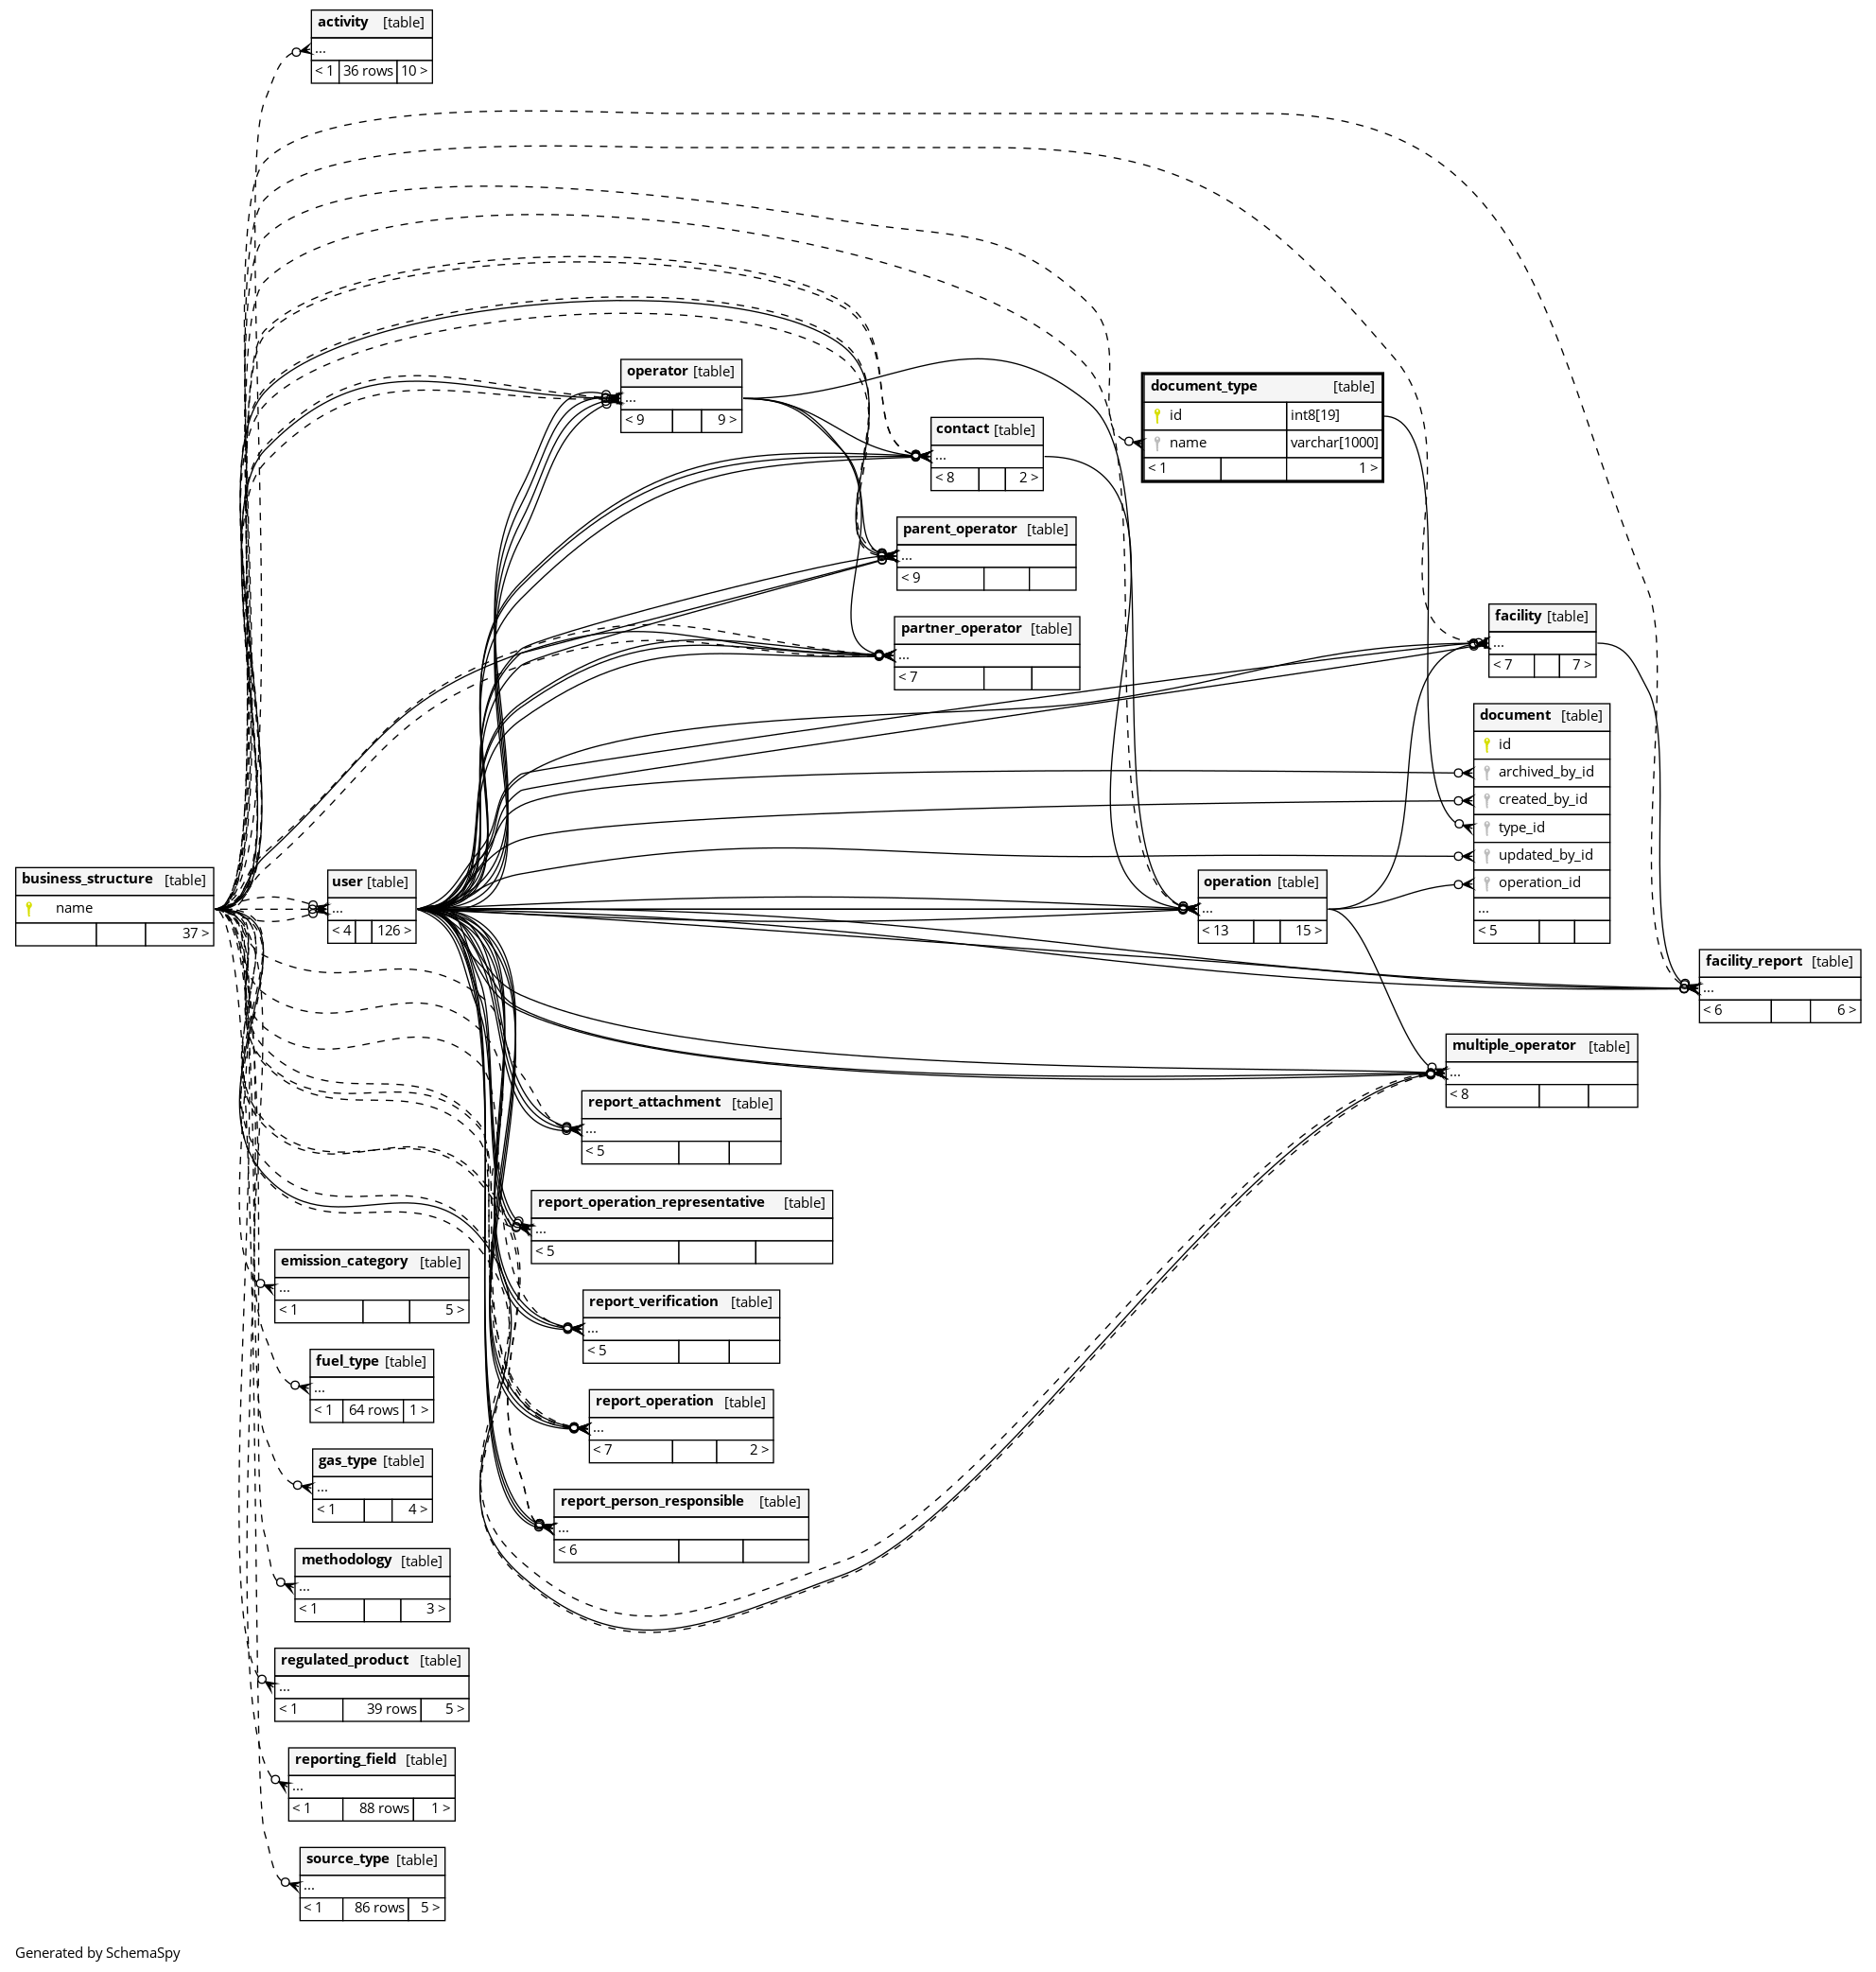 activity [table]
...
< 1 36 rows 10 >
operator [table]
...
< 9 9 >
document_type [table]
id int8[19]
name varchar[1000]
< 1 1 >
contact [table]
...
< 8 2 >
parent_operator [table]
...
< 9
partner_operator [table]
...
< 7
facility [table]
...
< 7 7 >
document [table]
id
archived_by_id
created_by_id
type_id
updated_by_id
operation_id
...
< 5
business_structure [table]
name
37 >
user [table]
...
< 4 126 >
operation [table]
...
< 13 15 >
facility_report [table]
...
< 6 6 >
multiple_operator [table]
...
< 8
report_attachment [table]
...
< 5
report_operation_representative [table]
...
< 5
emission_category [table]
...
< 1 5 >
report_verification [table]
...
< 5
fuel_type [table]
...
< 1 64 rows 1 >
report_operation [table]
...
< 7 2 >
gas_type [table]
...
< 1 4 >
report_person_responsible [table]
...
< 6
methodology [table]
...
< 1 3 >
regulated_product [table]
...
< 1 39 rows 5 >
reporting_field [table]
...
< 1 88 rows 1 >
source_type [table]
...
< 1 86 rows 5 >
Generated by SchemaSpy